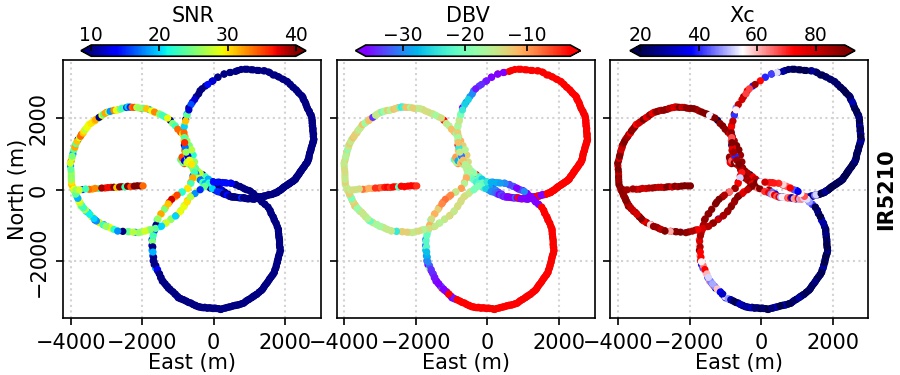 SNR DBV Xc
10 20 30 40 −30 −20 −10 20 40 60 80
North (m)
2000
0
−2000
−4000 −2000 0 2000 −4000 −2000 0 2000 −4000 −2000 0 2000
East (m) East (m) East (m)
IR5210